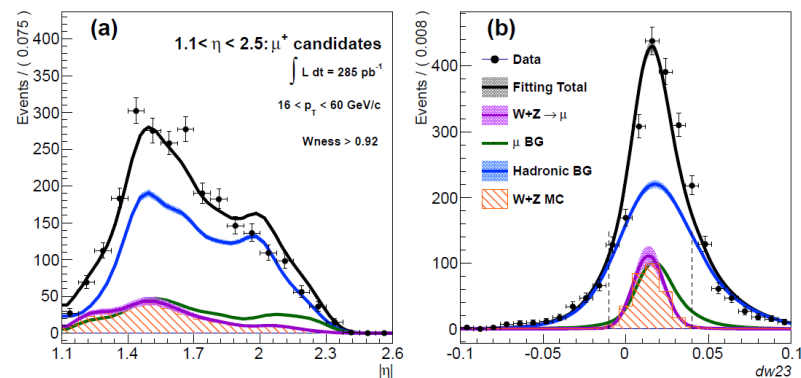 (a)
1.1< η < 2.5: μ⁺ candidates
∫ L dt = 285 pb⁻¹
16 < p_T < 60 GeV/c
Wness > 0.92
Events / ( 0.075 )
400
350
300
250
200
150
100
50
0
1.1 1.4 1.7 2 2.3 2.6
|η|
(b)
Data
Fitting Total
W+Z → μ
μ BG
Hadronic BG
W+Z MC
Events / ( 0.008 )
400
300
200
100
0
-0.1 -0.05 0 0.05 0.1
dw23